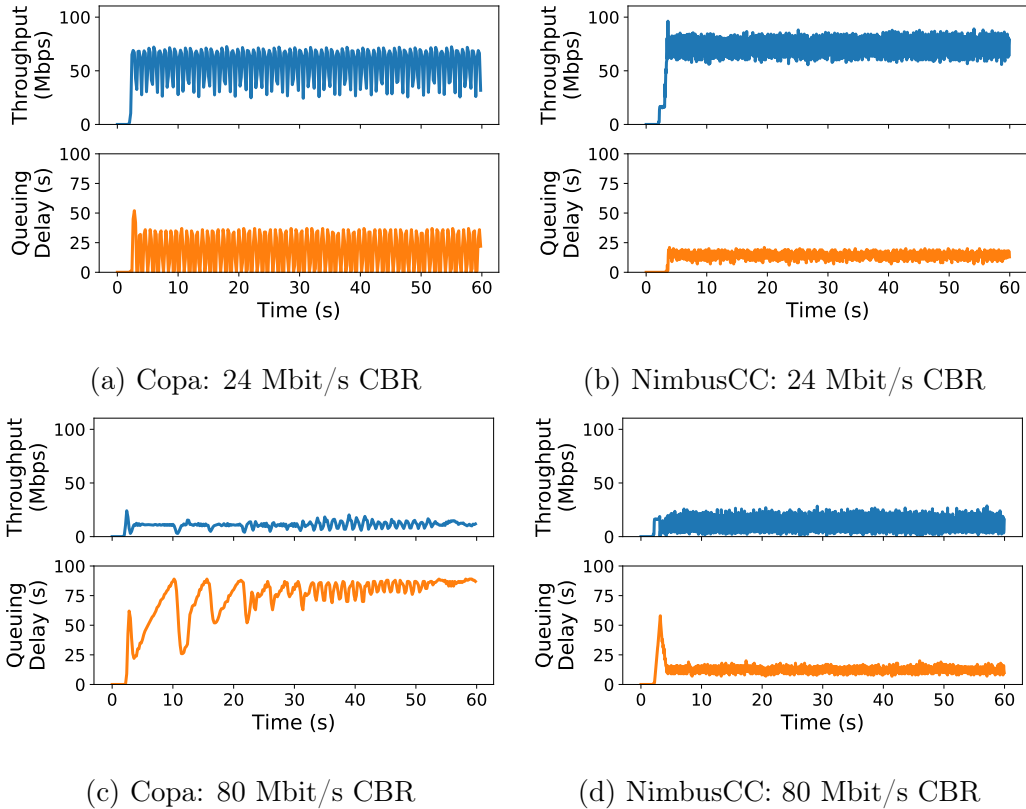 Throughput
(Mbps)
100
50
0
Queuing
Delay (s)
100
75
50
25
0
0 10 20 30 40 50 60
Time (s)
(a) Copa: 24 Mbit/s CBR
Throughput
(Mbps)
100
50
0
Queuing
Delay (s)
100
75
50
25
0
0 10 20 30 40 50 60
Time (s)
(b) NimbusCC: 24 Mbit/s CBR
Throughput
(Mbps)
100
50
0
Queuing
Delay (s)
100
75
50
25
0
0 10 20 30 40 50 60
Time (s)
(c) Copa: 80 Mbit/s CBR
Throughput
(Mbps)
100
50
0
Queuing
Delay (s)
100
75
50
25
0
0 10 20 30 40 50 60
Time (s)
(d) NimbusCC: 80 Mbit/s CBR